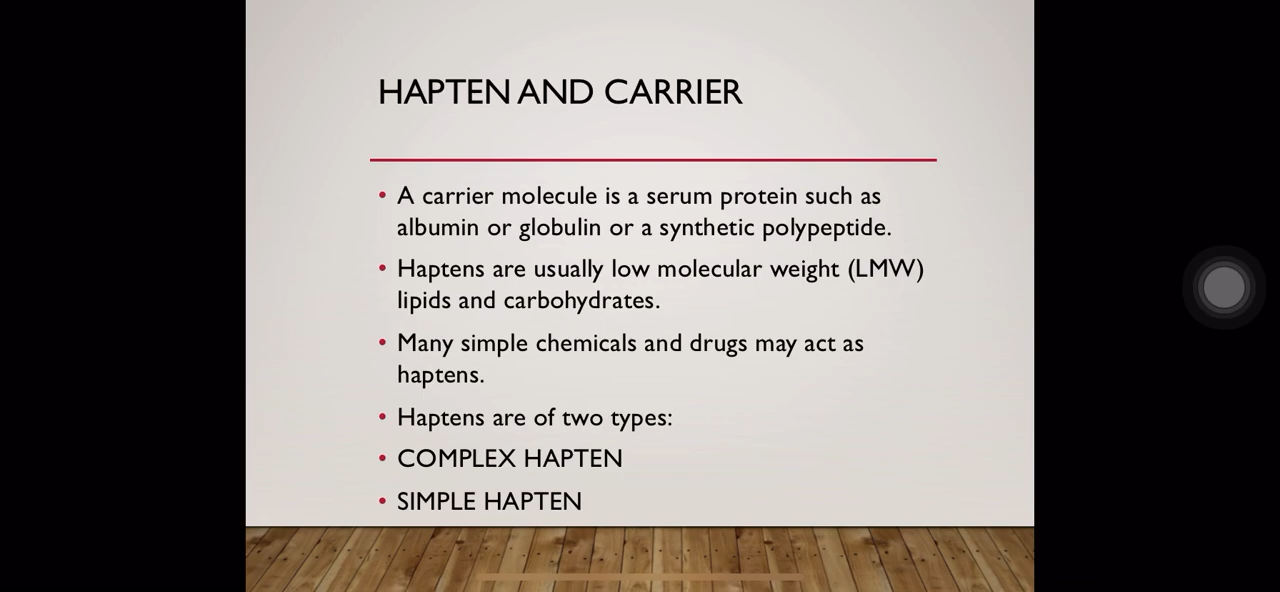 HAPTEN AND CARRIER
• A carrier molecule is a serum protein such as
albumin or globulin or a synthetic polypeptide.
• Haptens are usually low molecular weight (LMW)
lipids and carbohydrates.
• Many simple chemicals and drugs may act as
haptens.
• Haptens are of two types:
• COMPLEX HAPTEN
• SIMPLE HAPTEN